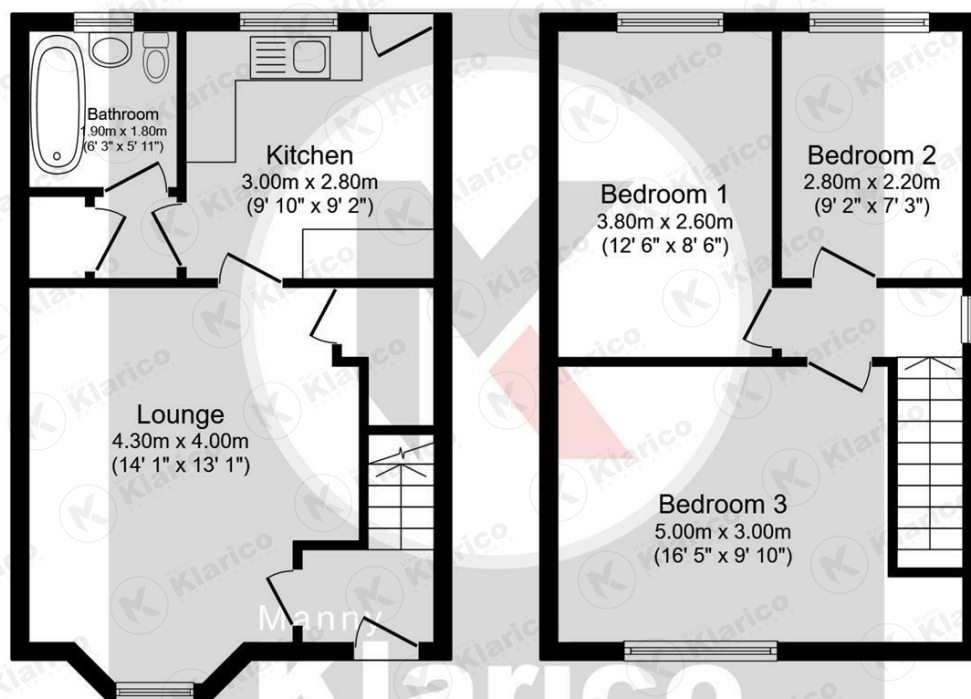 Bathroom
1.90m x 1.80m
(6' 3" x 5' 11")
Kitchen
3.00m x 2.80m
(9' 10" x 9' 2")
Lounge
4.30m x 4.00m
(14' 1" x 13' 1")
Bedroom 1
3.80m x 2.60m
(12' 6" x 8' 6")
Bedroom 2
2.80m x 2.20m
(9' 2" x 7' 3")
Bedroom 3
5.00m x 3.00m
(16' 5" x 9' 10")
Manny
Klarico